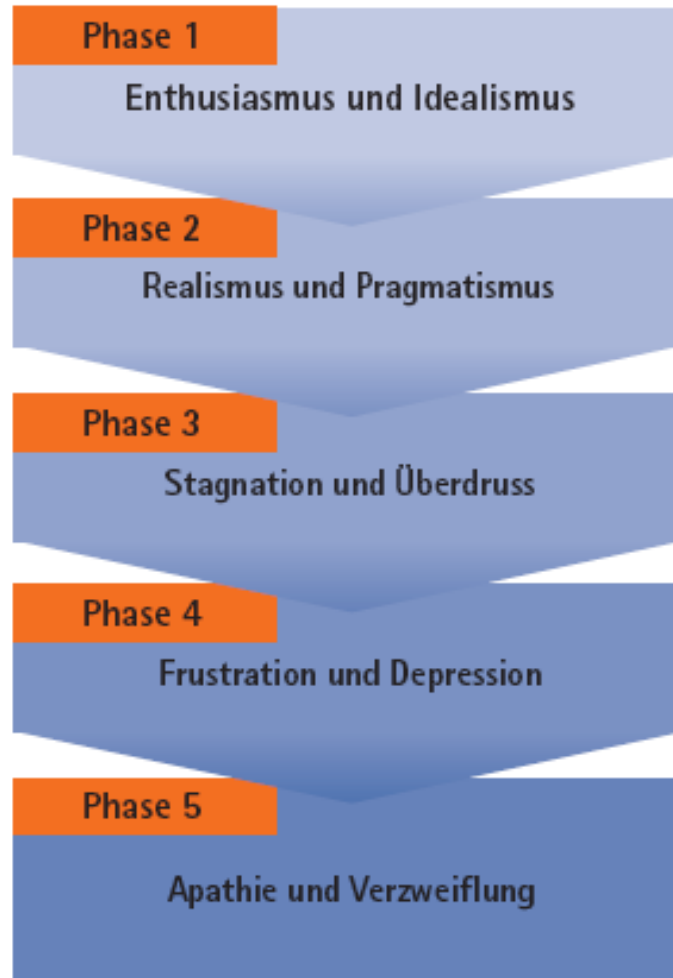 Phase 1
Enthusiasmus und Idealismus
Phase 2
Realismus und Pragmatismus
Phase 3
Stagnation und Überdruss
Phase 4
Frustration und Depression
Phase 5
Apathie und Verzweiflung